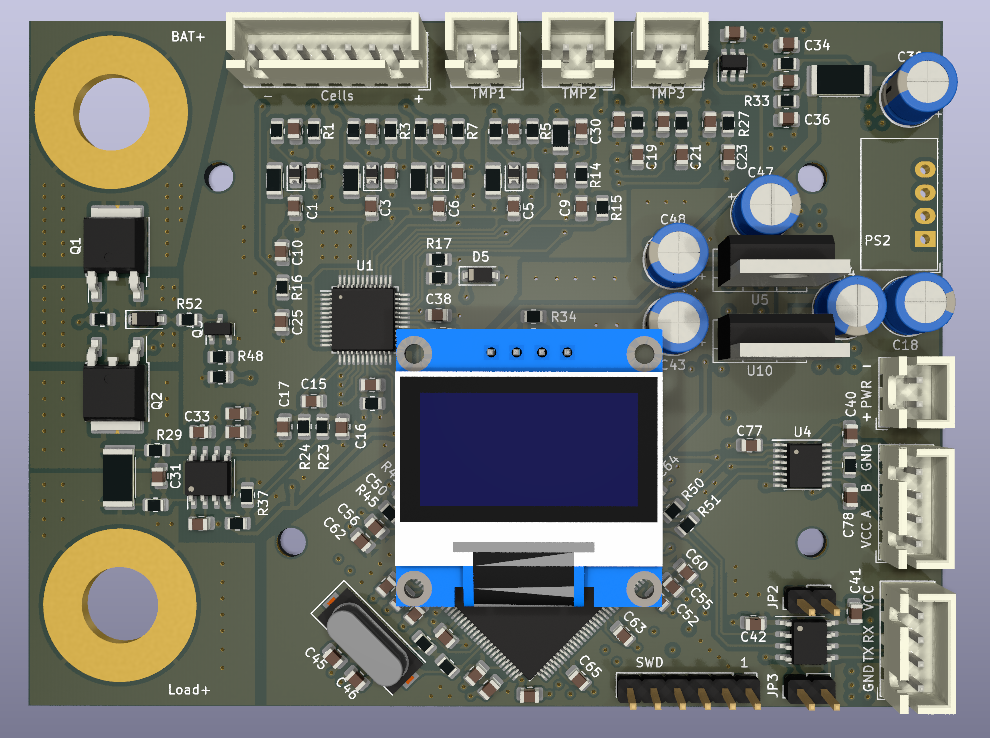 BAT+
C34
C39
- Cells +
TMP1
TMP2
TMP3
R33
C36
R1
R3
R7
R5
C30
R27
C19
C21
C23
R14
C47
C1
C3
C6
C5
C9
R15
PS2
Q1
C10
R17
D5
C48
U1
R16
U5
C25
C38
R52
R34
R48
C43
U10
C18
PWR
+ -
Q2
C17
C15
C33
C40
R29
C16
C77
U4
GND
C31
R24
R23
R37
C50
R45
C56
C62
R50
R51
B
A
VCC
C78
C60
C55
C52
JP2
C41
VCC
C63
C42
RX
TX
GND
C45
C46
C65
SWD
1
JP3
Load+